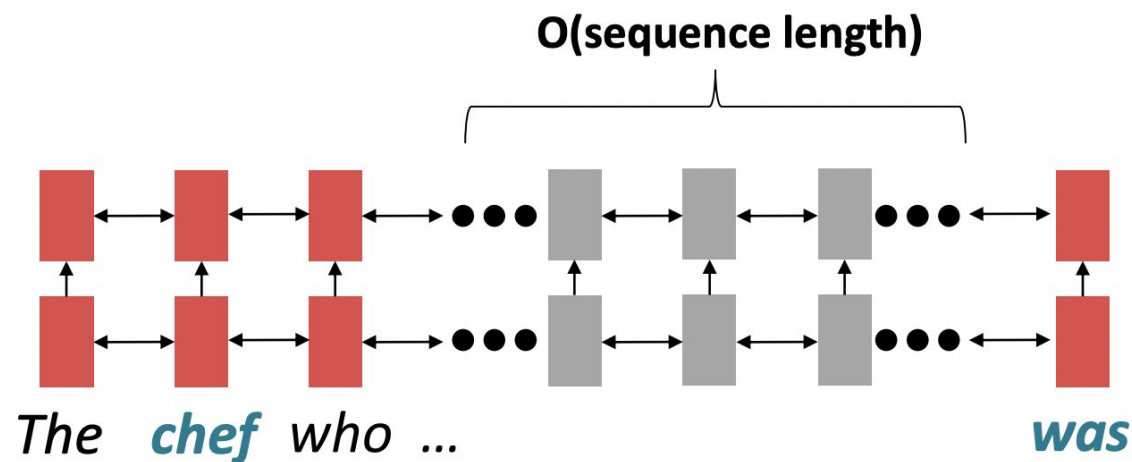 O(sequence length)
The chef who ... was